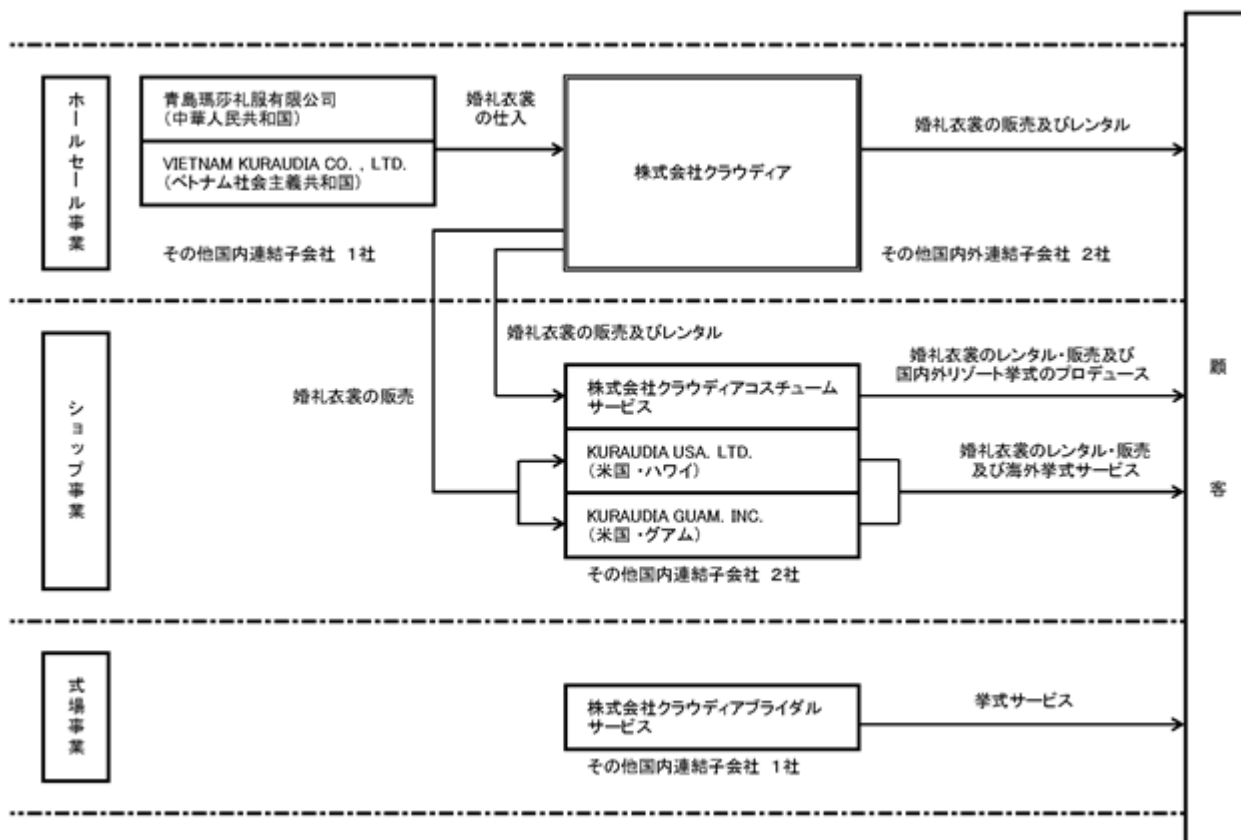 ホールセール事業
青島瑪莎礼服有限公司
（中華人民共和国）
VIETNAM KURAUDIA CO. , LTD.
（ベトナム社会主義共和国）
その他国内連結子会社 1社
婚礼衣裳
の仕入
株式会社クラウディア
婚礼衣裳の販売及びレンタル
その他国内外連結子会社 2社
ショップ事業
婚礼衣裳の販売
婚礼衣裳の販売及びレンタル
株式会社クラウディアコスチューム
サービス
KURAUDIA USA. LTD.
（米国・ハワイ）
KURAUDIA GUAM. INC.
（米国・グアム）
その他国内連結子会社 2社
婚礼衣裳のレンタル・販売及び
国内外リゾート挙式のプロデュース
婚礼衣裳のレンタル・販売
及び海外挙式サービス
式場事業
株式会社クラウディアブライダル
サービス
その他国内連結子会社 1社
挙式サービス
顧客